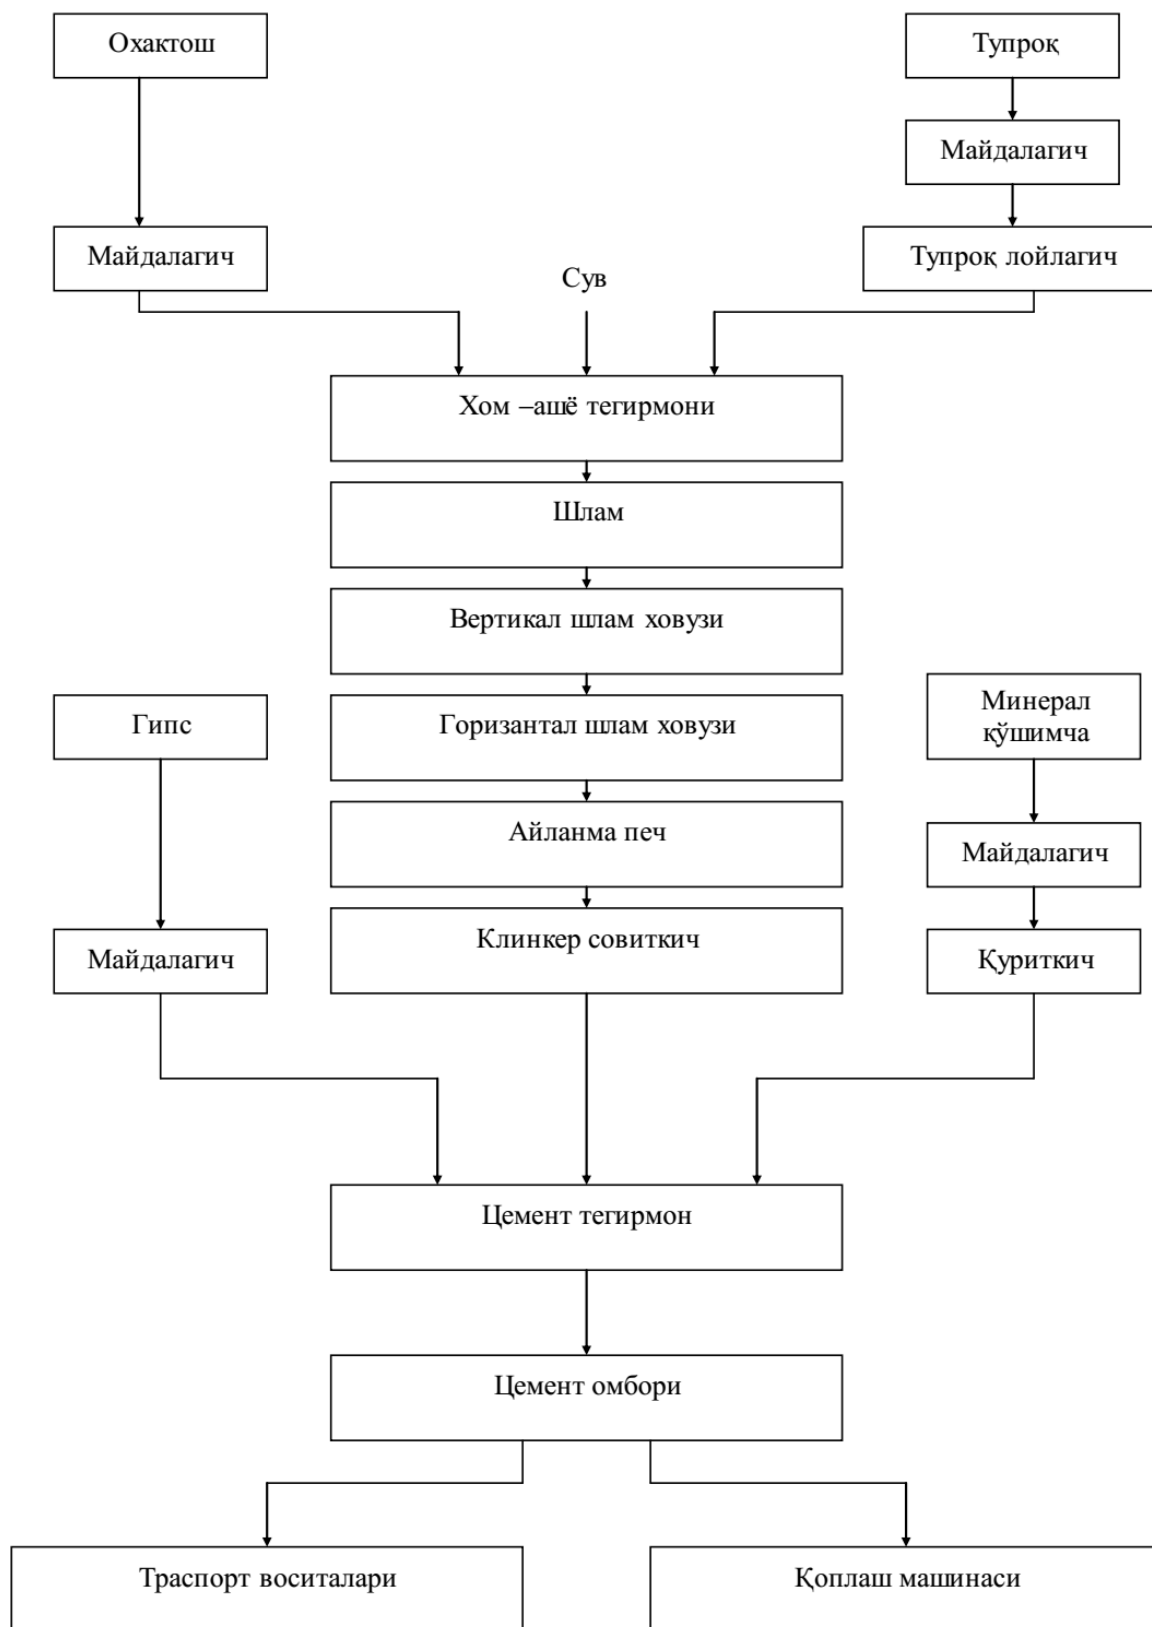 Охактош
Тупроқ
Майдалагич
Майдалагич
Тупроқ лойлагич
Сув
Хом –ашё тегирмони
Шлам
Вертикал шлам ховузи
Гипс
Горизантал шлам ховузи
Минерал
қўшимча
Айланма печ
Майдалагич
Майдалагич
Клинкер совиткич
Қуриткич
Цемент тегирмон
Цемент омбори
Траспорт воситалари
Қоплаш машинаси